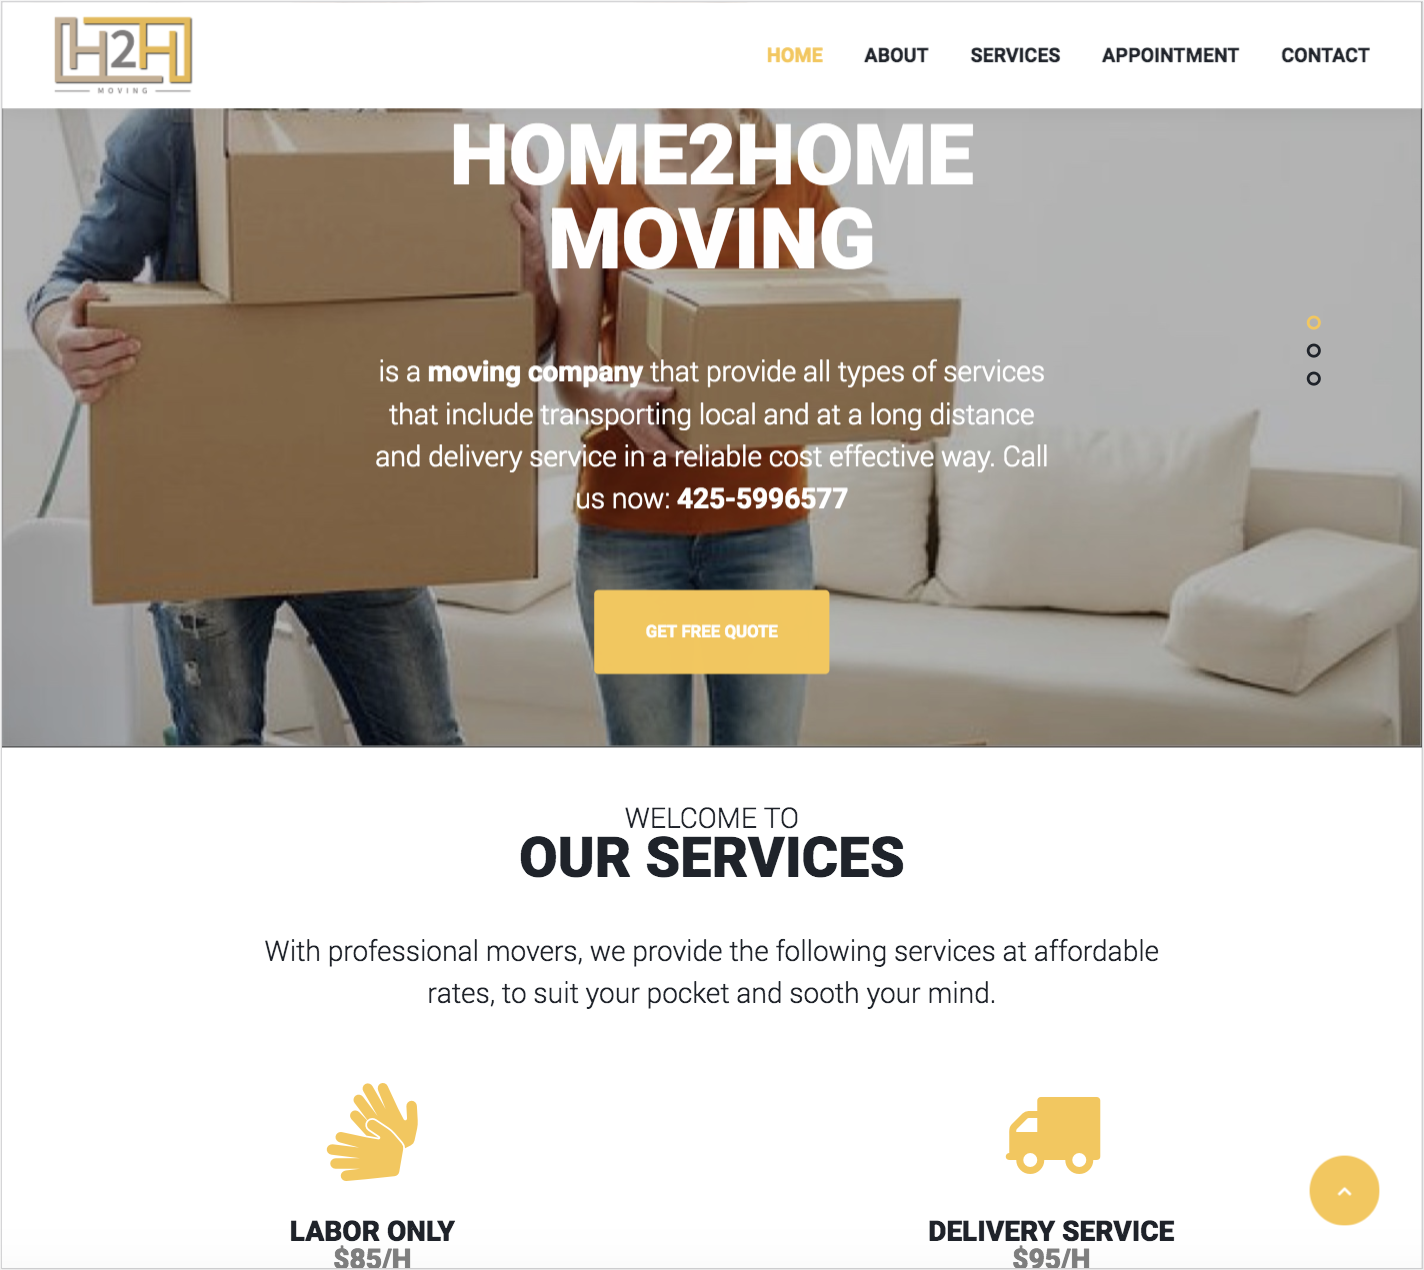 H2H
MOVING
HOME
ABOUT
SERVICES
APPOINTMENT
CONTACT
HOME2HOME
MOVING
is a moving company that provide all types of services
that include transporting local and at a long distance
and delivery service in a reliable cost effective way. Call
us now: 425-5996577
GET FREE QUOTE
WELCOME TO
OUR SERVICES
With professional movers, we provide the following services at affordable
rates, to suit your pocket and sooth your mind.
LABOR ONLY
$85/H
DELIVERY SERVICE
$95/H